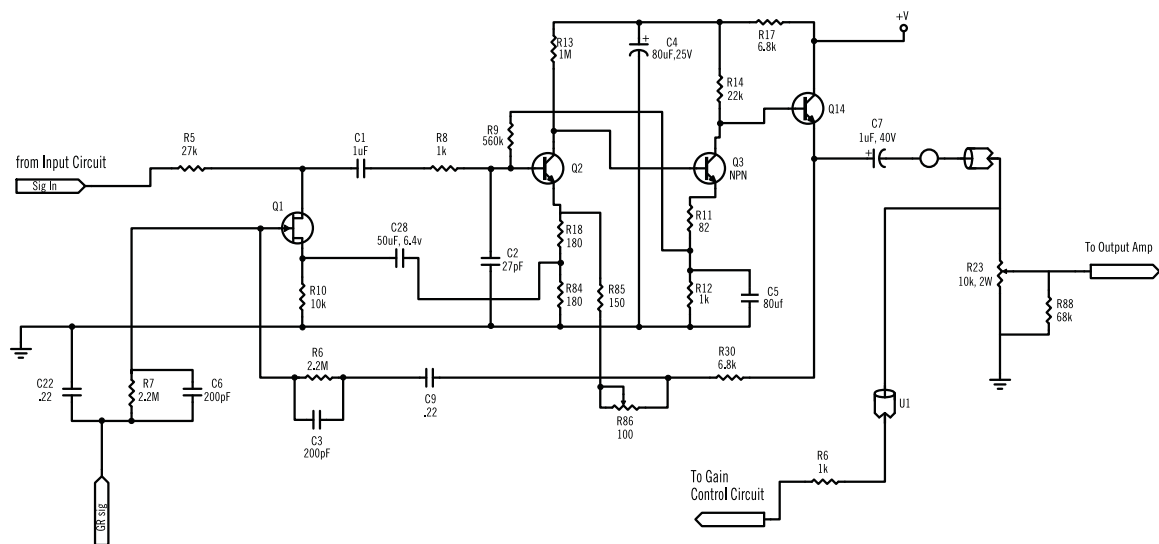 +V
R13
1M
C4
80uF,25V
R17
6.8k
R14
22k
Q14
C7
1uF, 40V
R5
27k
C1
1uF
R8
1k
R9
560k
from Input Circuit
Sig In
Q2
Q3
NPN
Q1
C28
50uF, 6.4v
R11
82
R18
180
C2
27pF
To Output Amp
R23
10k, 2W
R10
10k
R84
180
R85
150
R12
1k
C5
80uf
R88
68k
R6
2.2M
R30
6.8k
C22
.22
R7
2.2M
C6
200pF
C9
.22
U1
R86
100
C3
200pF
R6
1k
To Gain
Control Circuit
GR sig